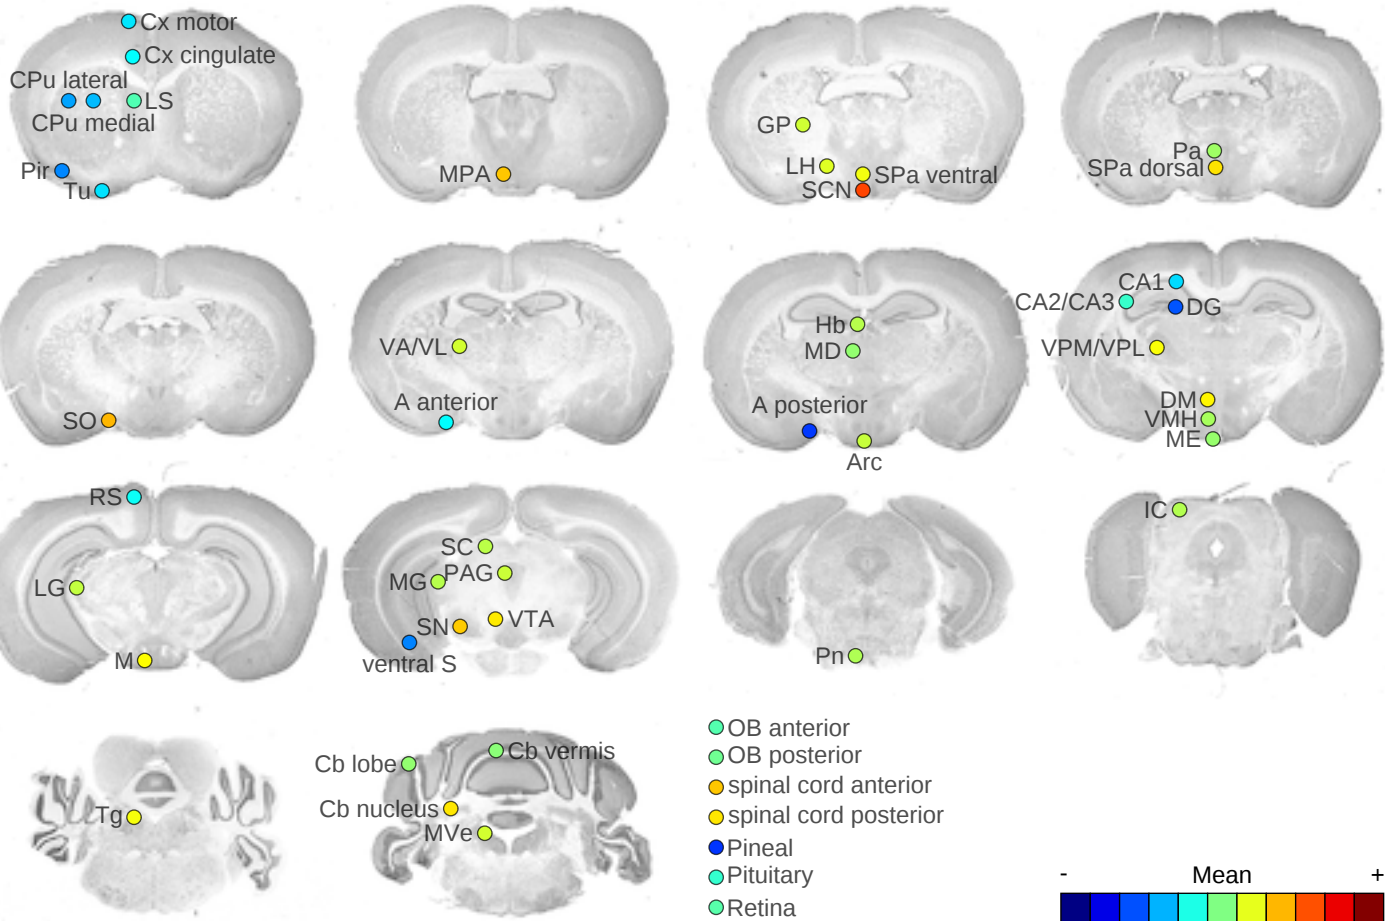 Cx motor
Cx cingulate
CPu lateral
LS
CPu medial
Pir
Tu
MPA
GP
LH
SPa ventral
SCN
Pa
SPa dorsal
SO
VA/VL
A anterior
Hb
MD
A posterior
Arc
CA1
CA2/CA3
DG
VPM/VPL
DM
VMH
ME
RS
LG
M
SC
PAG
MG
SN
VTA
ventral S
Pn
IC
Tg
Cb lobe
Cb vermis
Cb nucleus
MVe
OB anterior
OB posterior
spinal cord anterior
spinal cord posterior
Pineal
Pituitary
Retina
- Mean +